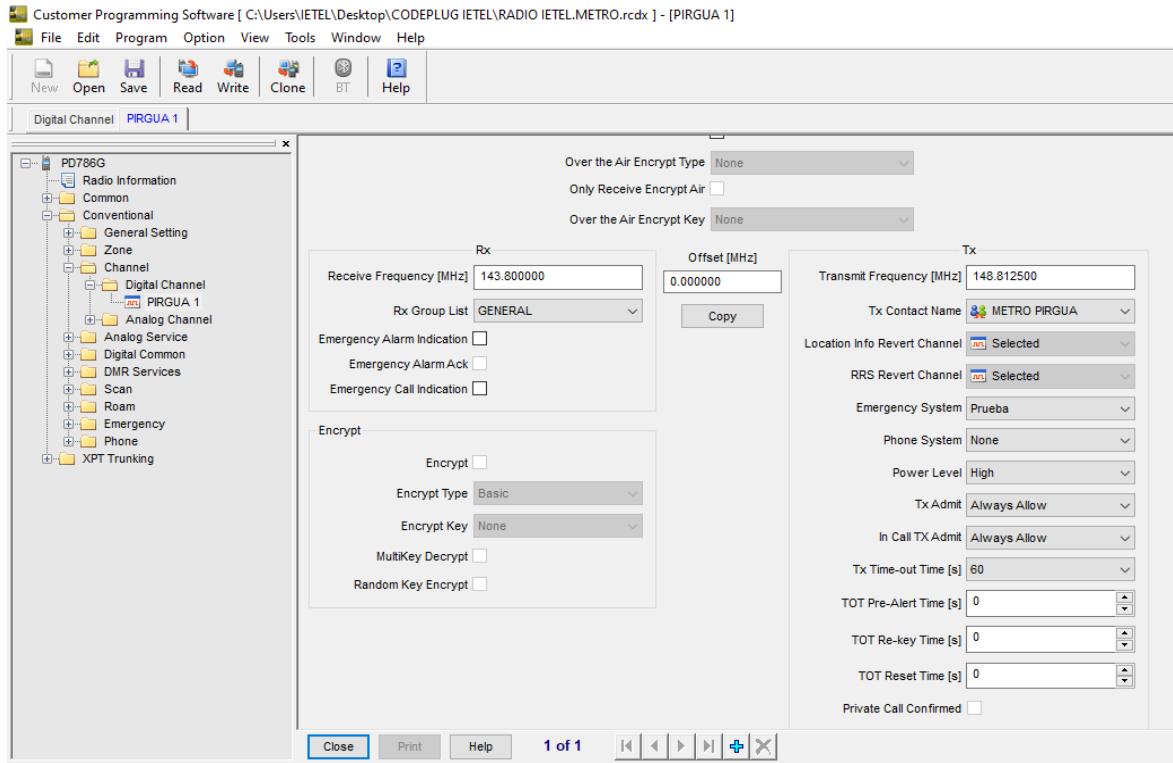 Customer Programming Software [ C:\Users\IETEL\Desktop\CODEPLUG IETEL\RADIO IETEL.METRO.rcdx ] - [PIRGUA 1]
File Edit Program Option View Tools Window Help
New Open Save Read Write Clone BT Help
Digital Channel PIRGUA 1
PD786G
Radio Information
Common
Conventional
General Setting
Zone
Channel
Digital Channel
PIRGUA 1
Analog Channel
Analog Service
Digital Common
DMR Services
Scan
Roam
Emergency
Phone
XPT Trunking
Over the Air Encrypt Type None
Only Receive Encrypt Air
Over the Air Encrypt Key None
Rx
Receive Frequency [MHz] 143.800000
Rx Group List GENERAL
Emergency Alarm Indication
Emergency Alarm Ack
Emergency Call Indication
Offset [MHz]
0.000000
Copy
Encrypt
Encrypt
Encrypt Type Basic
Encrypt Key None
MultiKey Decrypt
Random Key Encrypt
Tx
Transmit Frequency [MHz] 148.812500
Tx Contact Name METRO PIRGUA
Location Info Revert Channel Selected
RRS Revert Channel Selected
Emergency System Prueba
Phone System None
Power Level High
Tx Admit Always Allow
In Call TX Admit Always Allow
Tx Time-out Time [s] 60
TOT Pre-Alert Time [s] 0
TOT Re-key Time [s] 0
TOT Reset Time [s] 0
Private Call Confirmed
Close Print Help 1 of 1